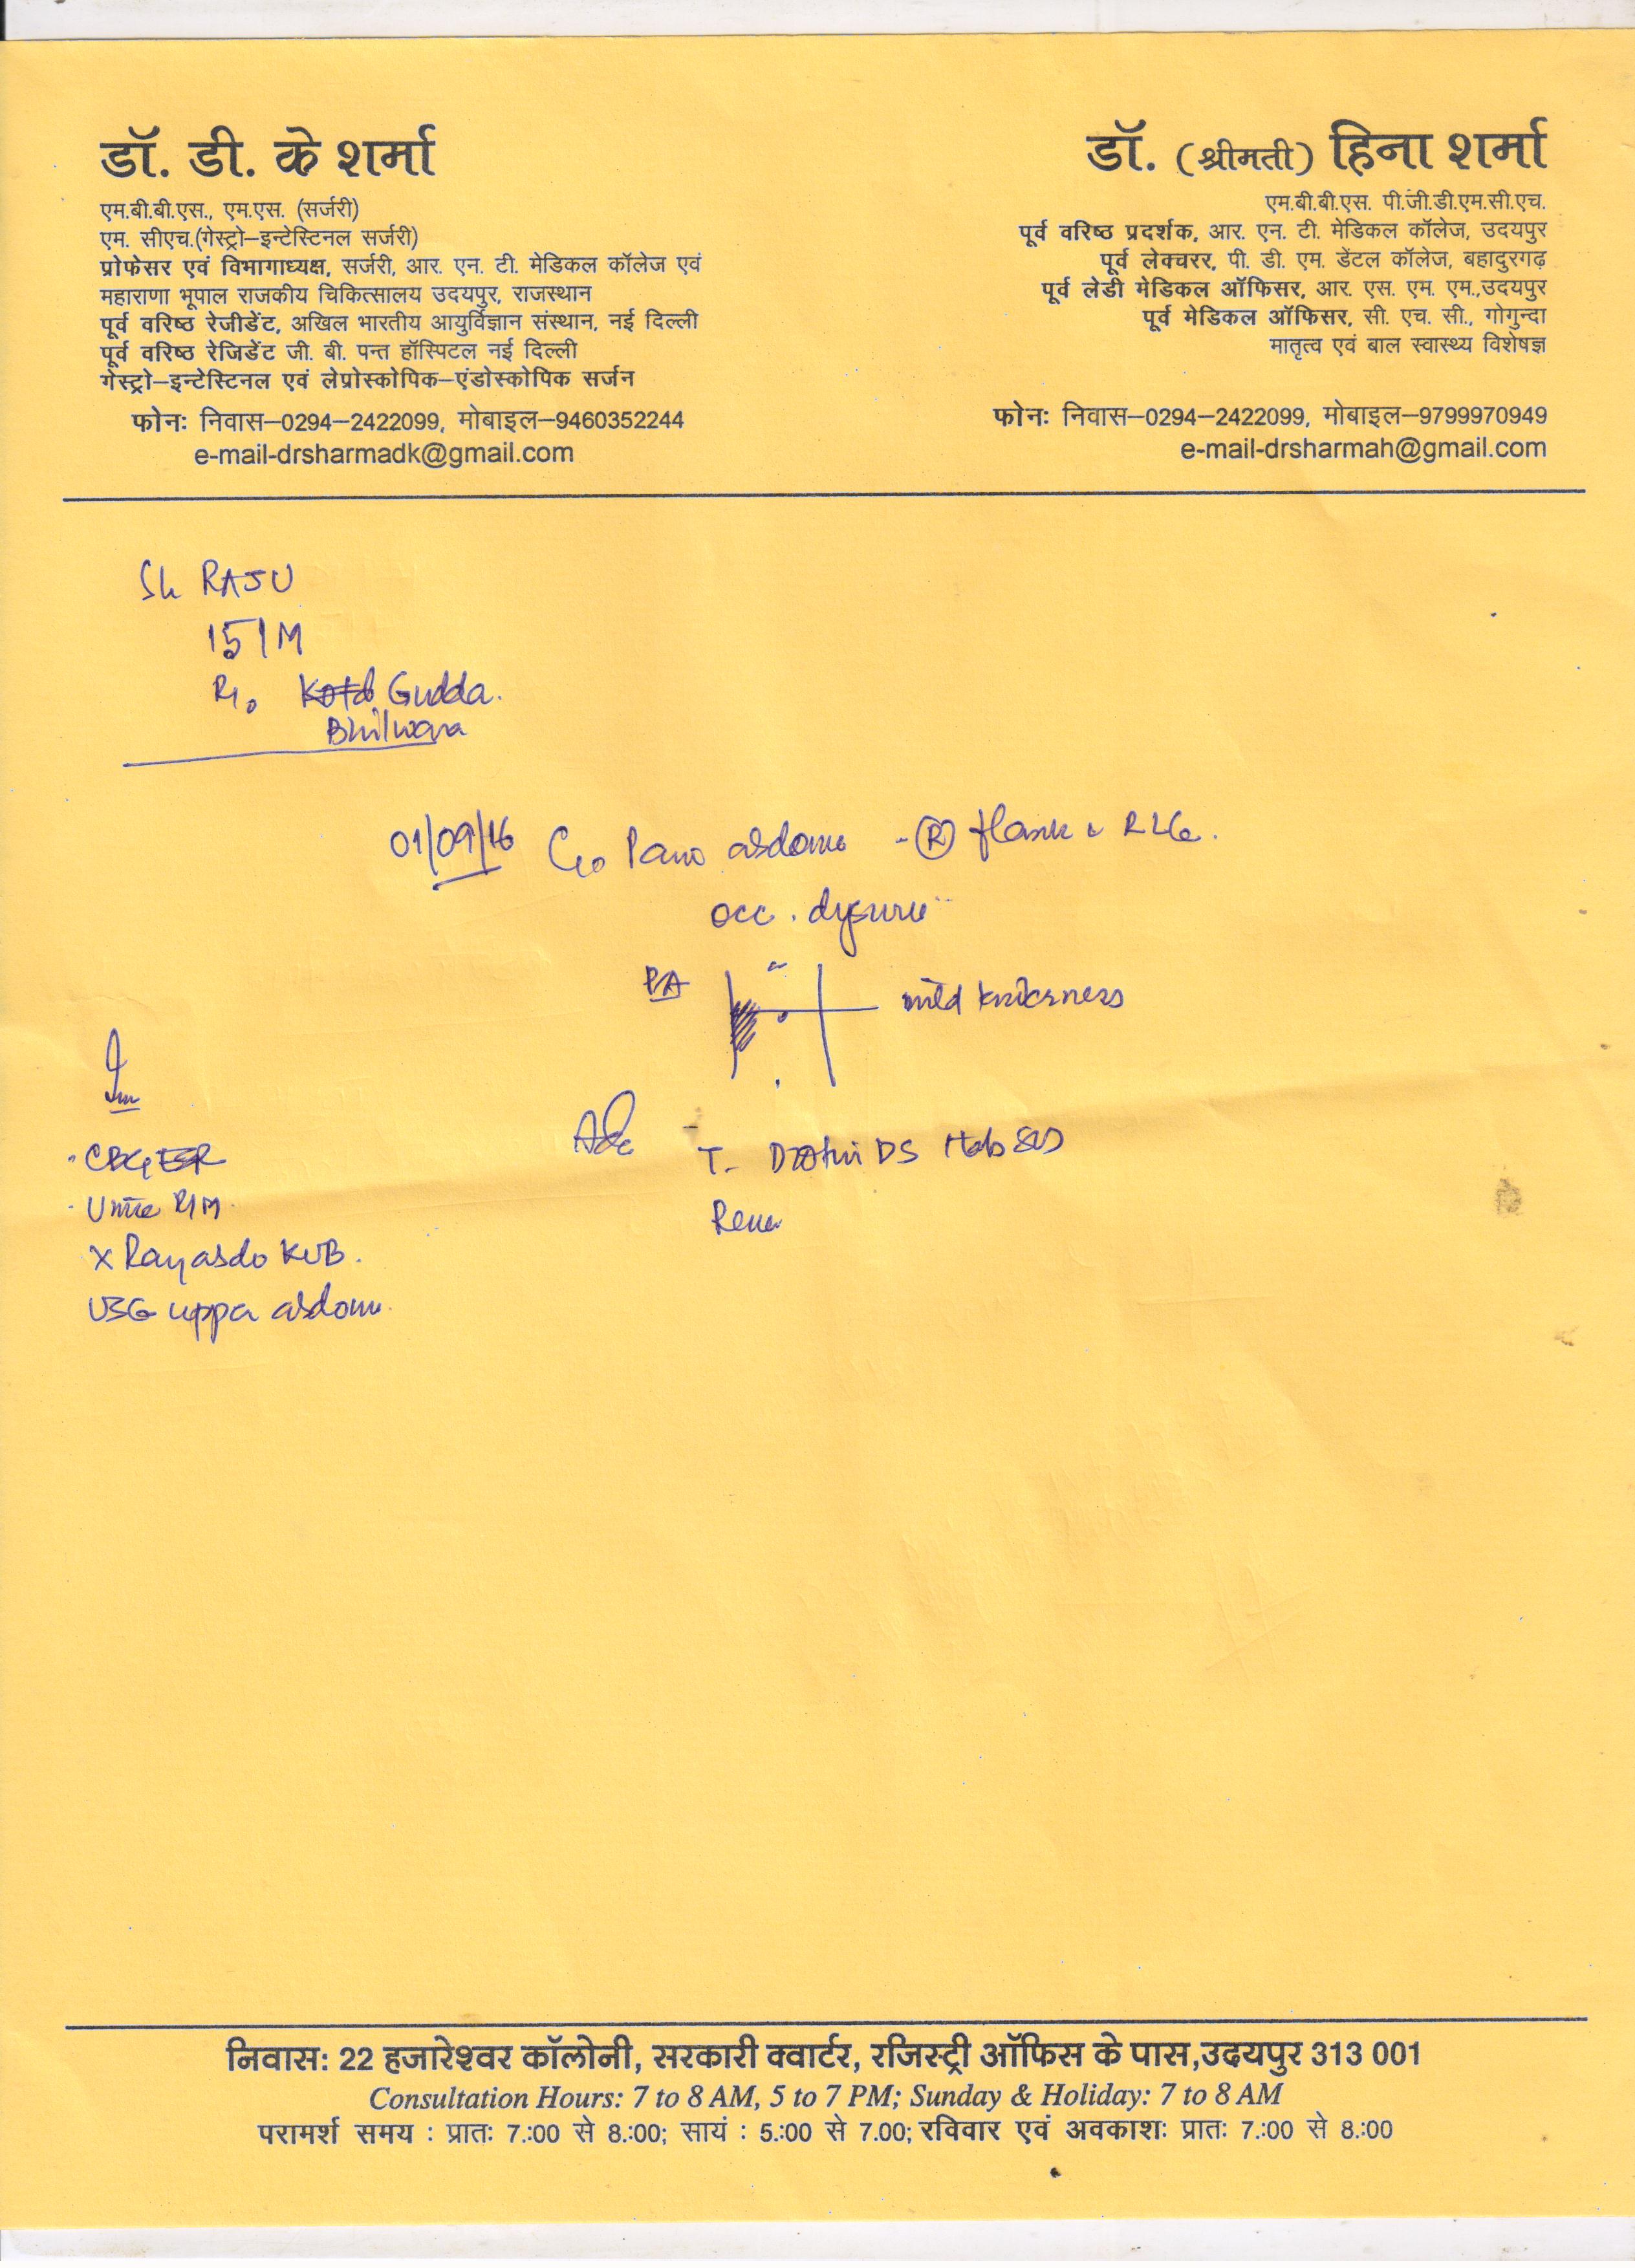 डॉ. डी. के शर्मा
एम.बी.बी.एस., एम.एस. (सर्जरी)
एम. सीएच.(गेस्ट्रो–इन्टेस्टिनल सर्जरी)
प्रोफेसर एवं विभागाध्यक्ष, सर्जरी, आर. एन. टी. मेडिकल कॉलेज एवं
महाराणा भूपाल राजकीय चिकित्सालय उदयपुर, राजस्थान
पूर्व वरिष्ठ रेजीडेंट, अखिल भारतीय आयुर्विज्ञान संस्थान, नई दिल्ली
पूर्व वरिष्ठ रेजिडेंट जी. बी. पन्त हॉस्पिटल नई दिल्ली
गेस्ट्रो–इन्टेस्टिनल एवं लेप्रोस्कोपिक–एंडोस्कोपिक सर्जन
फोनः निवास–0294–2422099, मोबाइल–9460352244
e-mail-drsharmadk@gmail.com
डॉ. (श्रीमती) हिना शर्मा
एम.बी.बी.एस. पी.जी.डी.एम.सी.एच.
पूर्व वरिष्ठ प्रदर्शक, आर. एन. टी. मेडिकल कॉलेज, उदयपुर
पूर्व लेक्चरर, पी. डी. एम. डेंटल कॉलेज, बहादुरगढ़
पूर्व लेडी मेडिकल ऑफिसर, आर. एस. एम. एम.,उदयपुर
पूर्व मेडिकल ऑफिसर, सी. एच. सी., गोगुन्दा
मातृत्व एवं बाल स्वास्थ्य विशेषज्ञ
फोनः निवास–0294–2422099, मोबाइल–9799970949
e-mail-drsharmah@gmail.com
Sh RAJU
15/M
R/o Gudda.
Bhilwara
01/09/16 C/o Pain abdomen - (R) flank
occ. dysuria
PA mild
Adv T. DS
Inv
· CBC, ESR
· Urine R/M
X Ray abdo KUB.
USG upper abdomen
निवासः 22 हजारेश्वर कॉलोनी, सरकारी क्वार्टर, रजिस्ट्री ऑफिस के पास,उदयपुर 313 001
Consultation Hours: 7 to 8 AM, 5 to 7 PM; Sunday & Holiday: 7 to 8 AM
परामर्श समय : प्रातः 7.:00 से 8.:00; सायं : 5.:00 से 7.00; रविवार एवं अवकाशः प्रातः 7.:00 से 8.:00